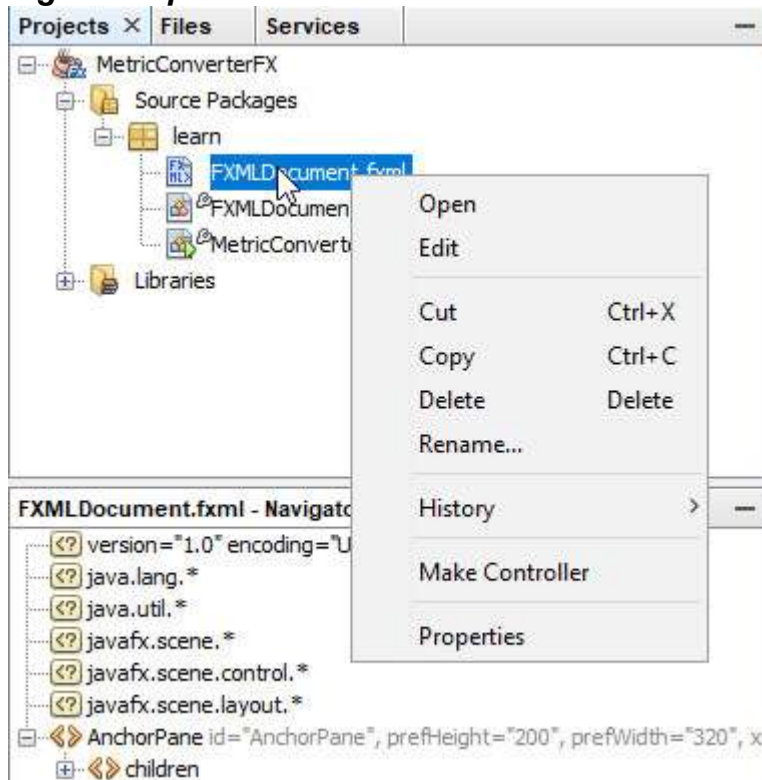 Projects × Files Services
MetricConverterFX
Source Packages
learn
FXMLDocument.fxml
FXMLDocumen
MetricConverte
Libraries
Open
Edit
Cut Ctrl+X
Copy Ctrl+C
Delete Delete
Rename...
History >
Make Controller
Properties
FXMLDocument.fxml - Navigato
<?> version="1.0" encoding="U
<?> java.lang.*
<?> java.util.*
<?> javafx.scene.*
<?> javafx.scene.control.*
<?> javafx.scene.layout.*
<> AnchorPane id="AnchorPane", prefHeight="200", prefWidth="320", x
<> children